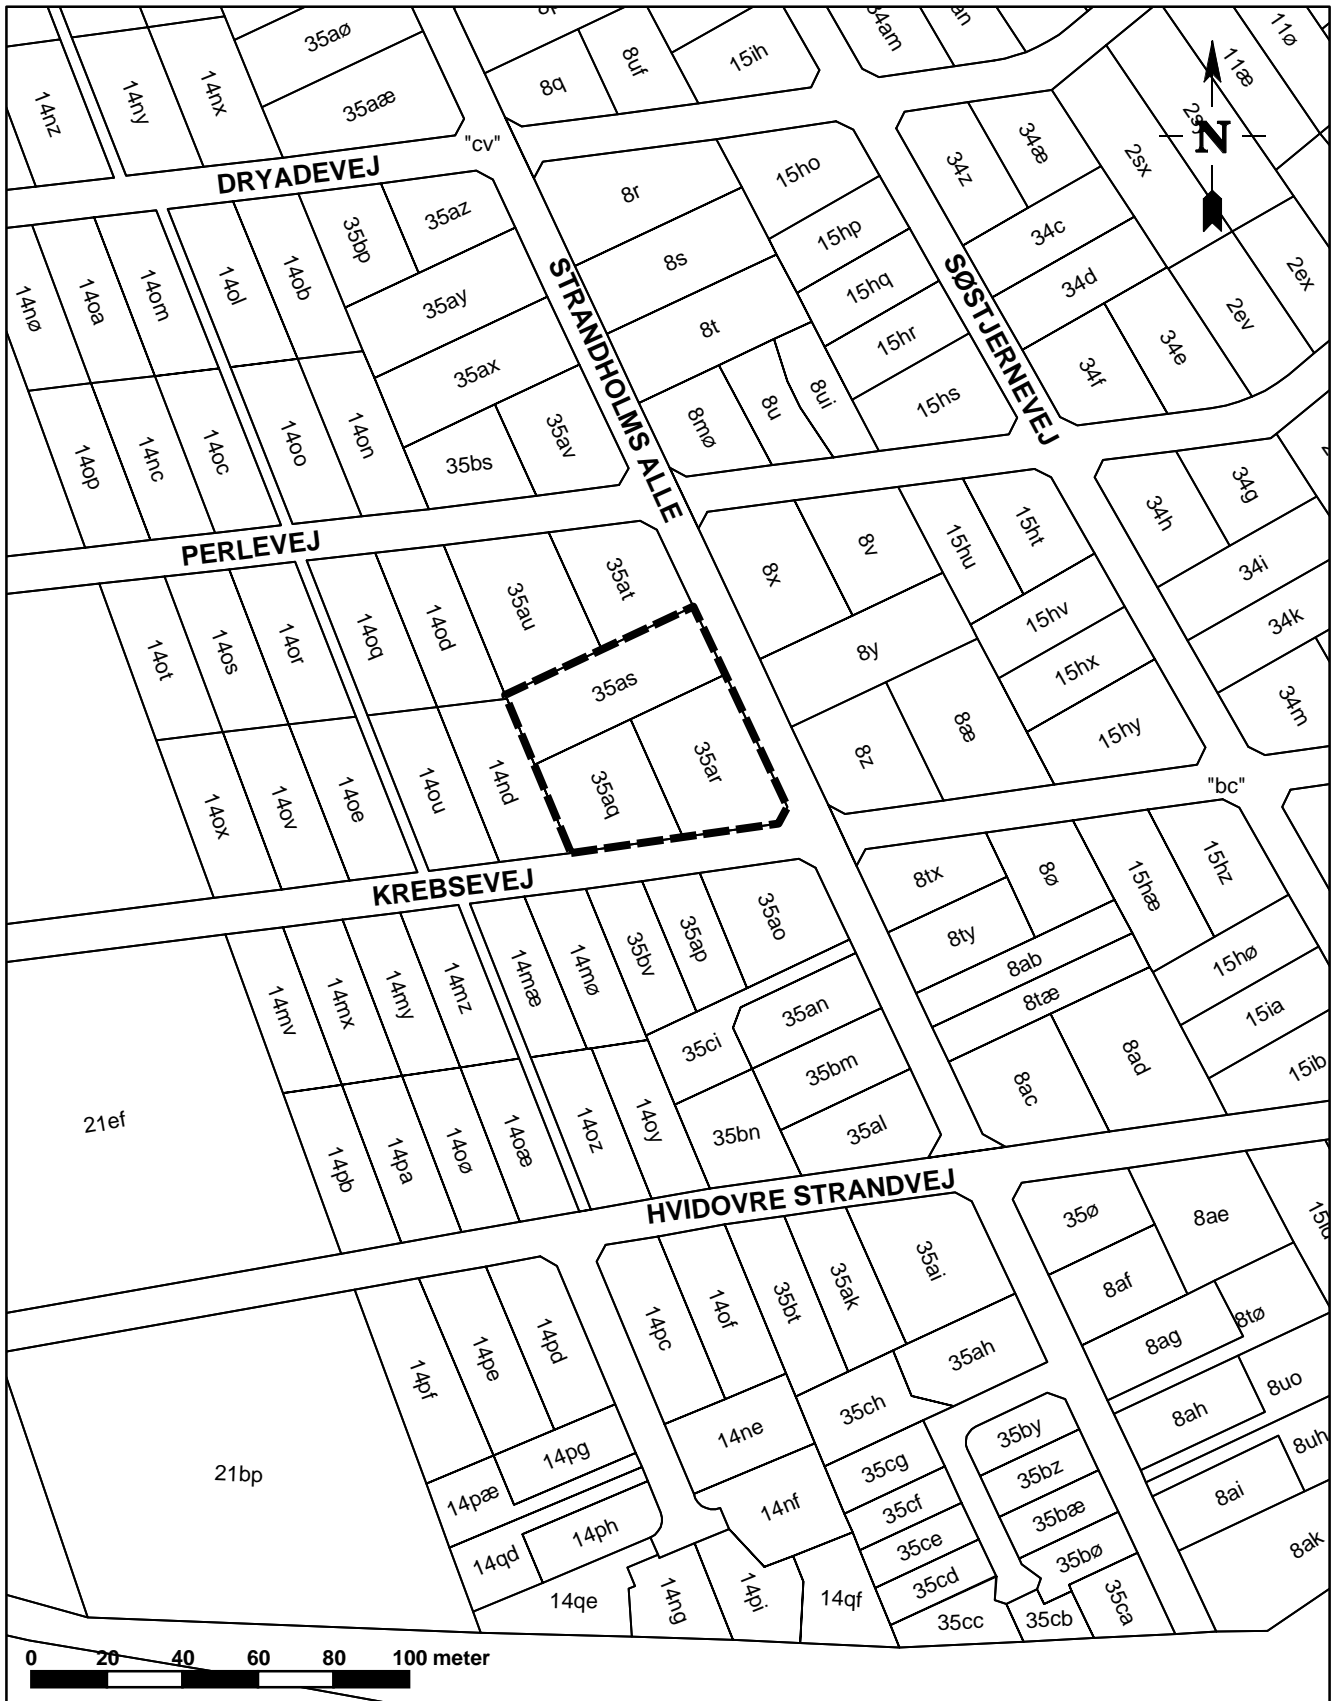 35aø
8uf
15ih
34am
11ø
11æ
14nz
14ny
14nx
35aæ
8q
"cv"
DRYADEVEJ
34z
34æ
2sx
N
8r
15ho
35bp
35az
8s
15hp
34c
14nø
14oa
14om
14ol
14ob
35ay
8t
15hq
34d
2ex
2ev
STRANDHOLMS ALLE
SØSTJERNEVEJ
35ax
15hr
34f
34e
8mø
8u
8ui
15hs
14op
14nc
14oc
14oo
14on
35bs
35av
PERLEVEJ
8x
8v
15hu
15ht
34h
34g
34i
14ot
14os
14or
14oq
14od
35au
35at
15hv
34k
8y
15hx
35as
34m
14ox
14ov
14oe
14ou
14nd
35aq
35ar
8z
8æ
15hy
"bc"
KREBSEVEJ
8tx
8ø
15hæ
15hz
8ty
8ab
15hø
14mv
14mx
14my
14mz
14mæ
14mø
35bv
35ap
35ao
8tæ
15ia
35an
35ci
35bm
8ac
8ad
15ib
21ef
14pb
14pa
14oø
14oæ
14oz
14oy
35bn
35al
HVIDOVRE STRANDVEJ
35ø
8ae
8af
8tø
8ag
14pf
14pe
14pd
14pc
14of
35bt
35ak
35ai
35ah
8uo
8ah
8uh
8ai
8ak
21bp
14pg
14pæ
14ph
14qd
14qe
14ne
14nf
35ch
35cg
35cf
35ce
35cd
35by
35bz
35bæ
35bø
14ng
14pi
14qf
35cc
35cb
35ca
0 20 40 60 80 100 meter